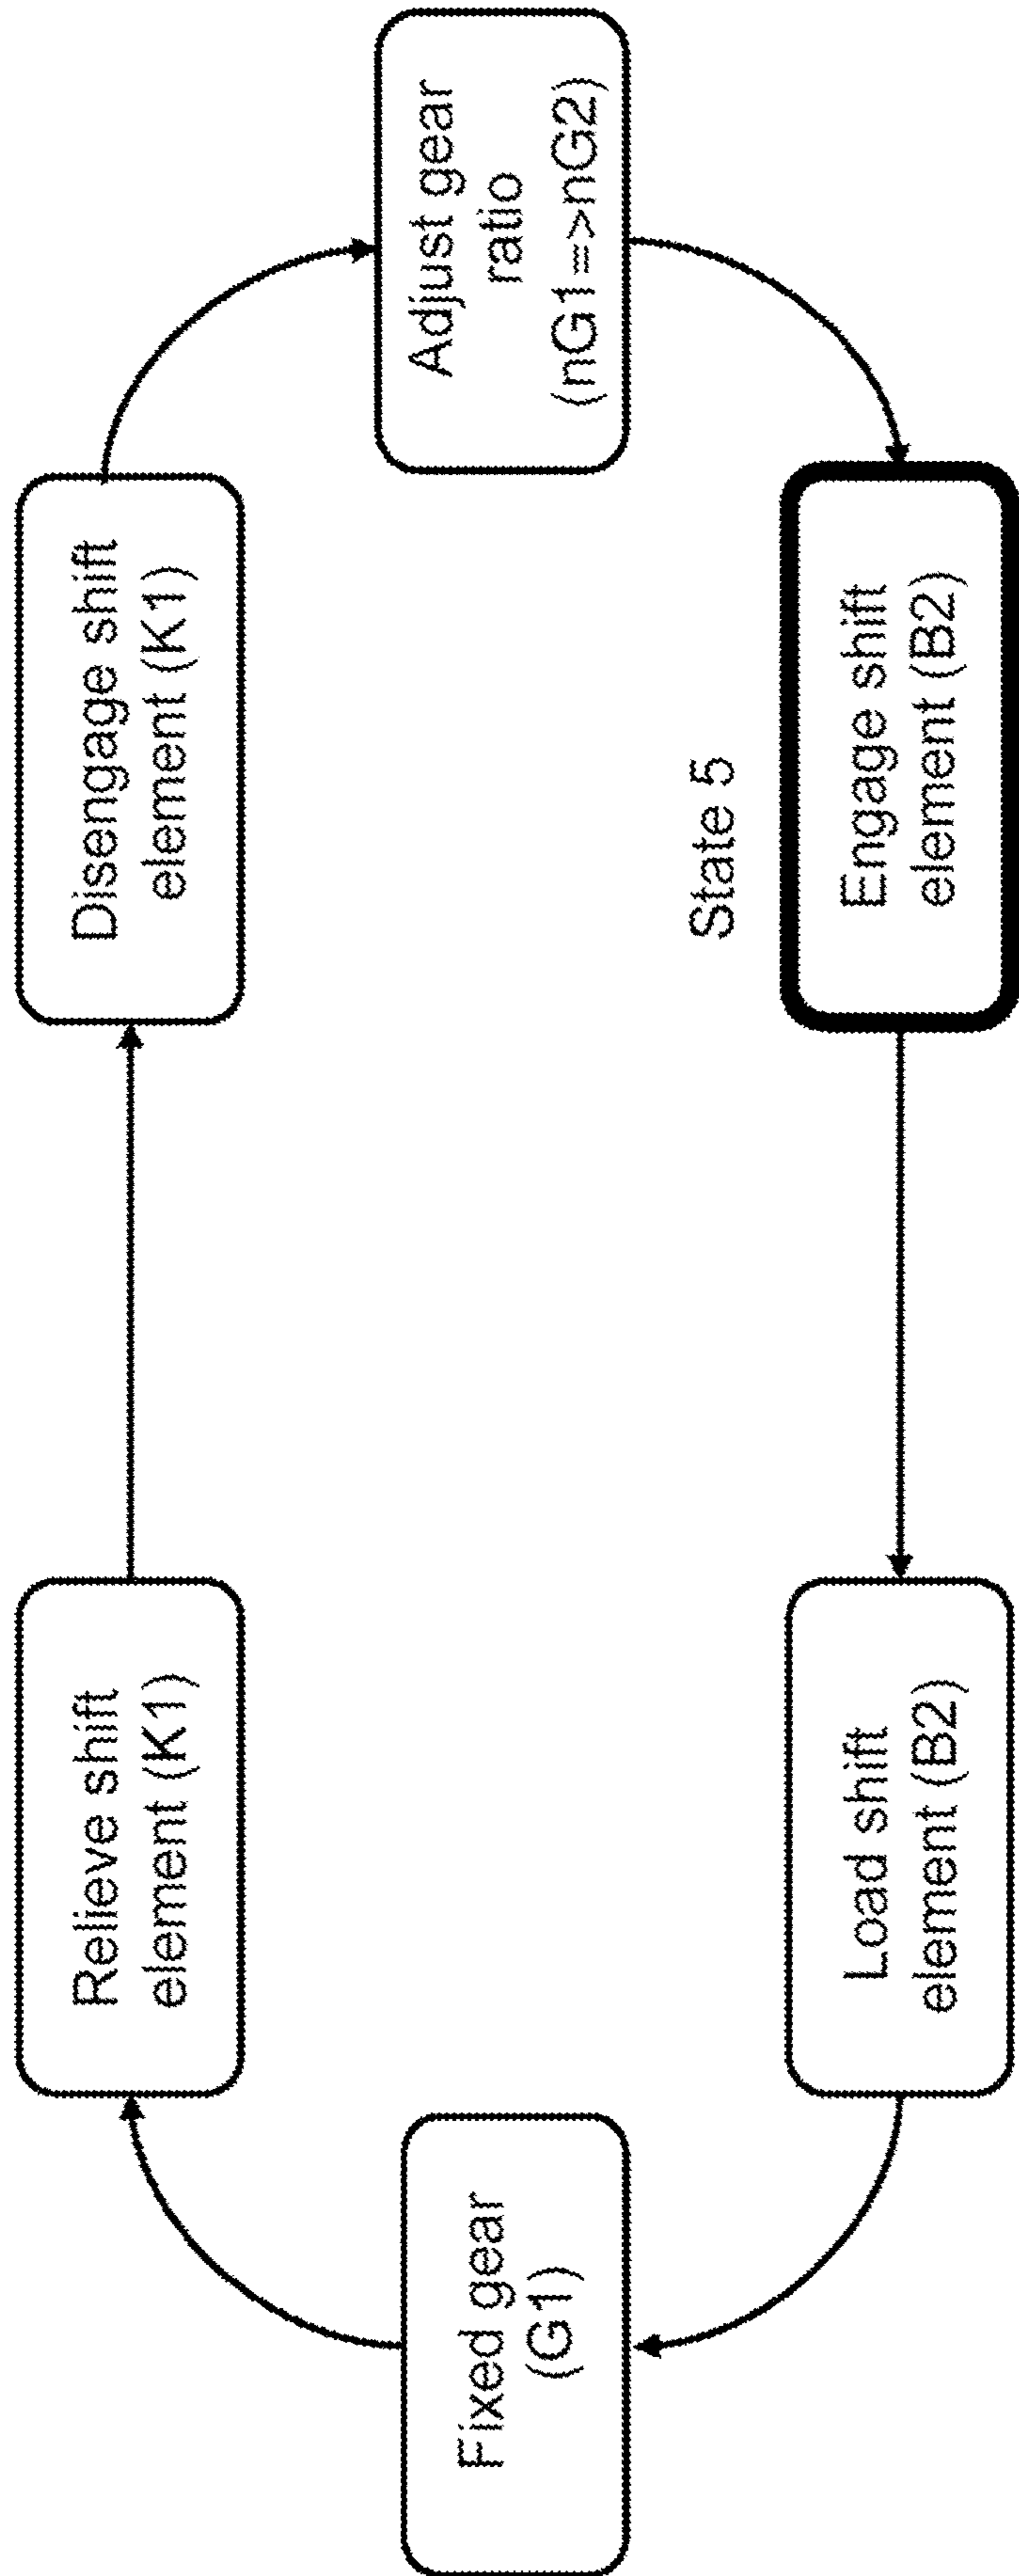 Fixed gear
(G1)
Relieve shift
element (K1)
Disengage shift
element (K1)
Adjust gear
ratio
(nG1=>nG2)
State 5
Engage shift
element (B2)
Load shift
element (B2)